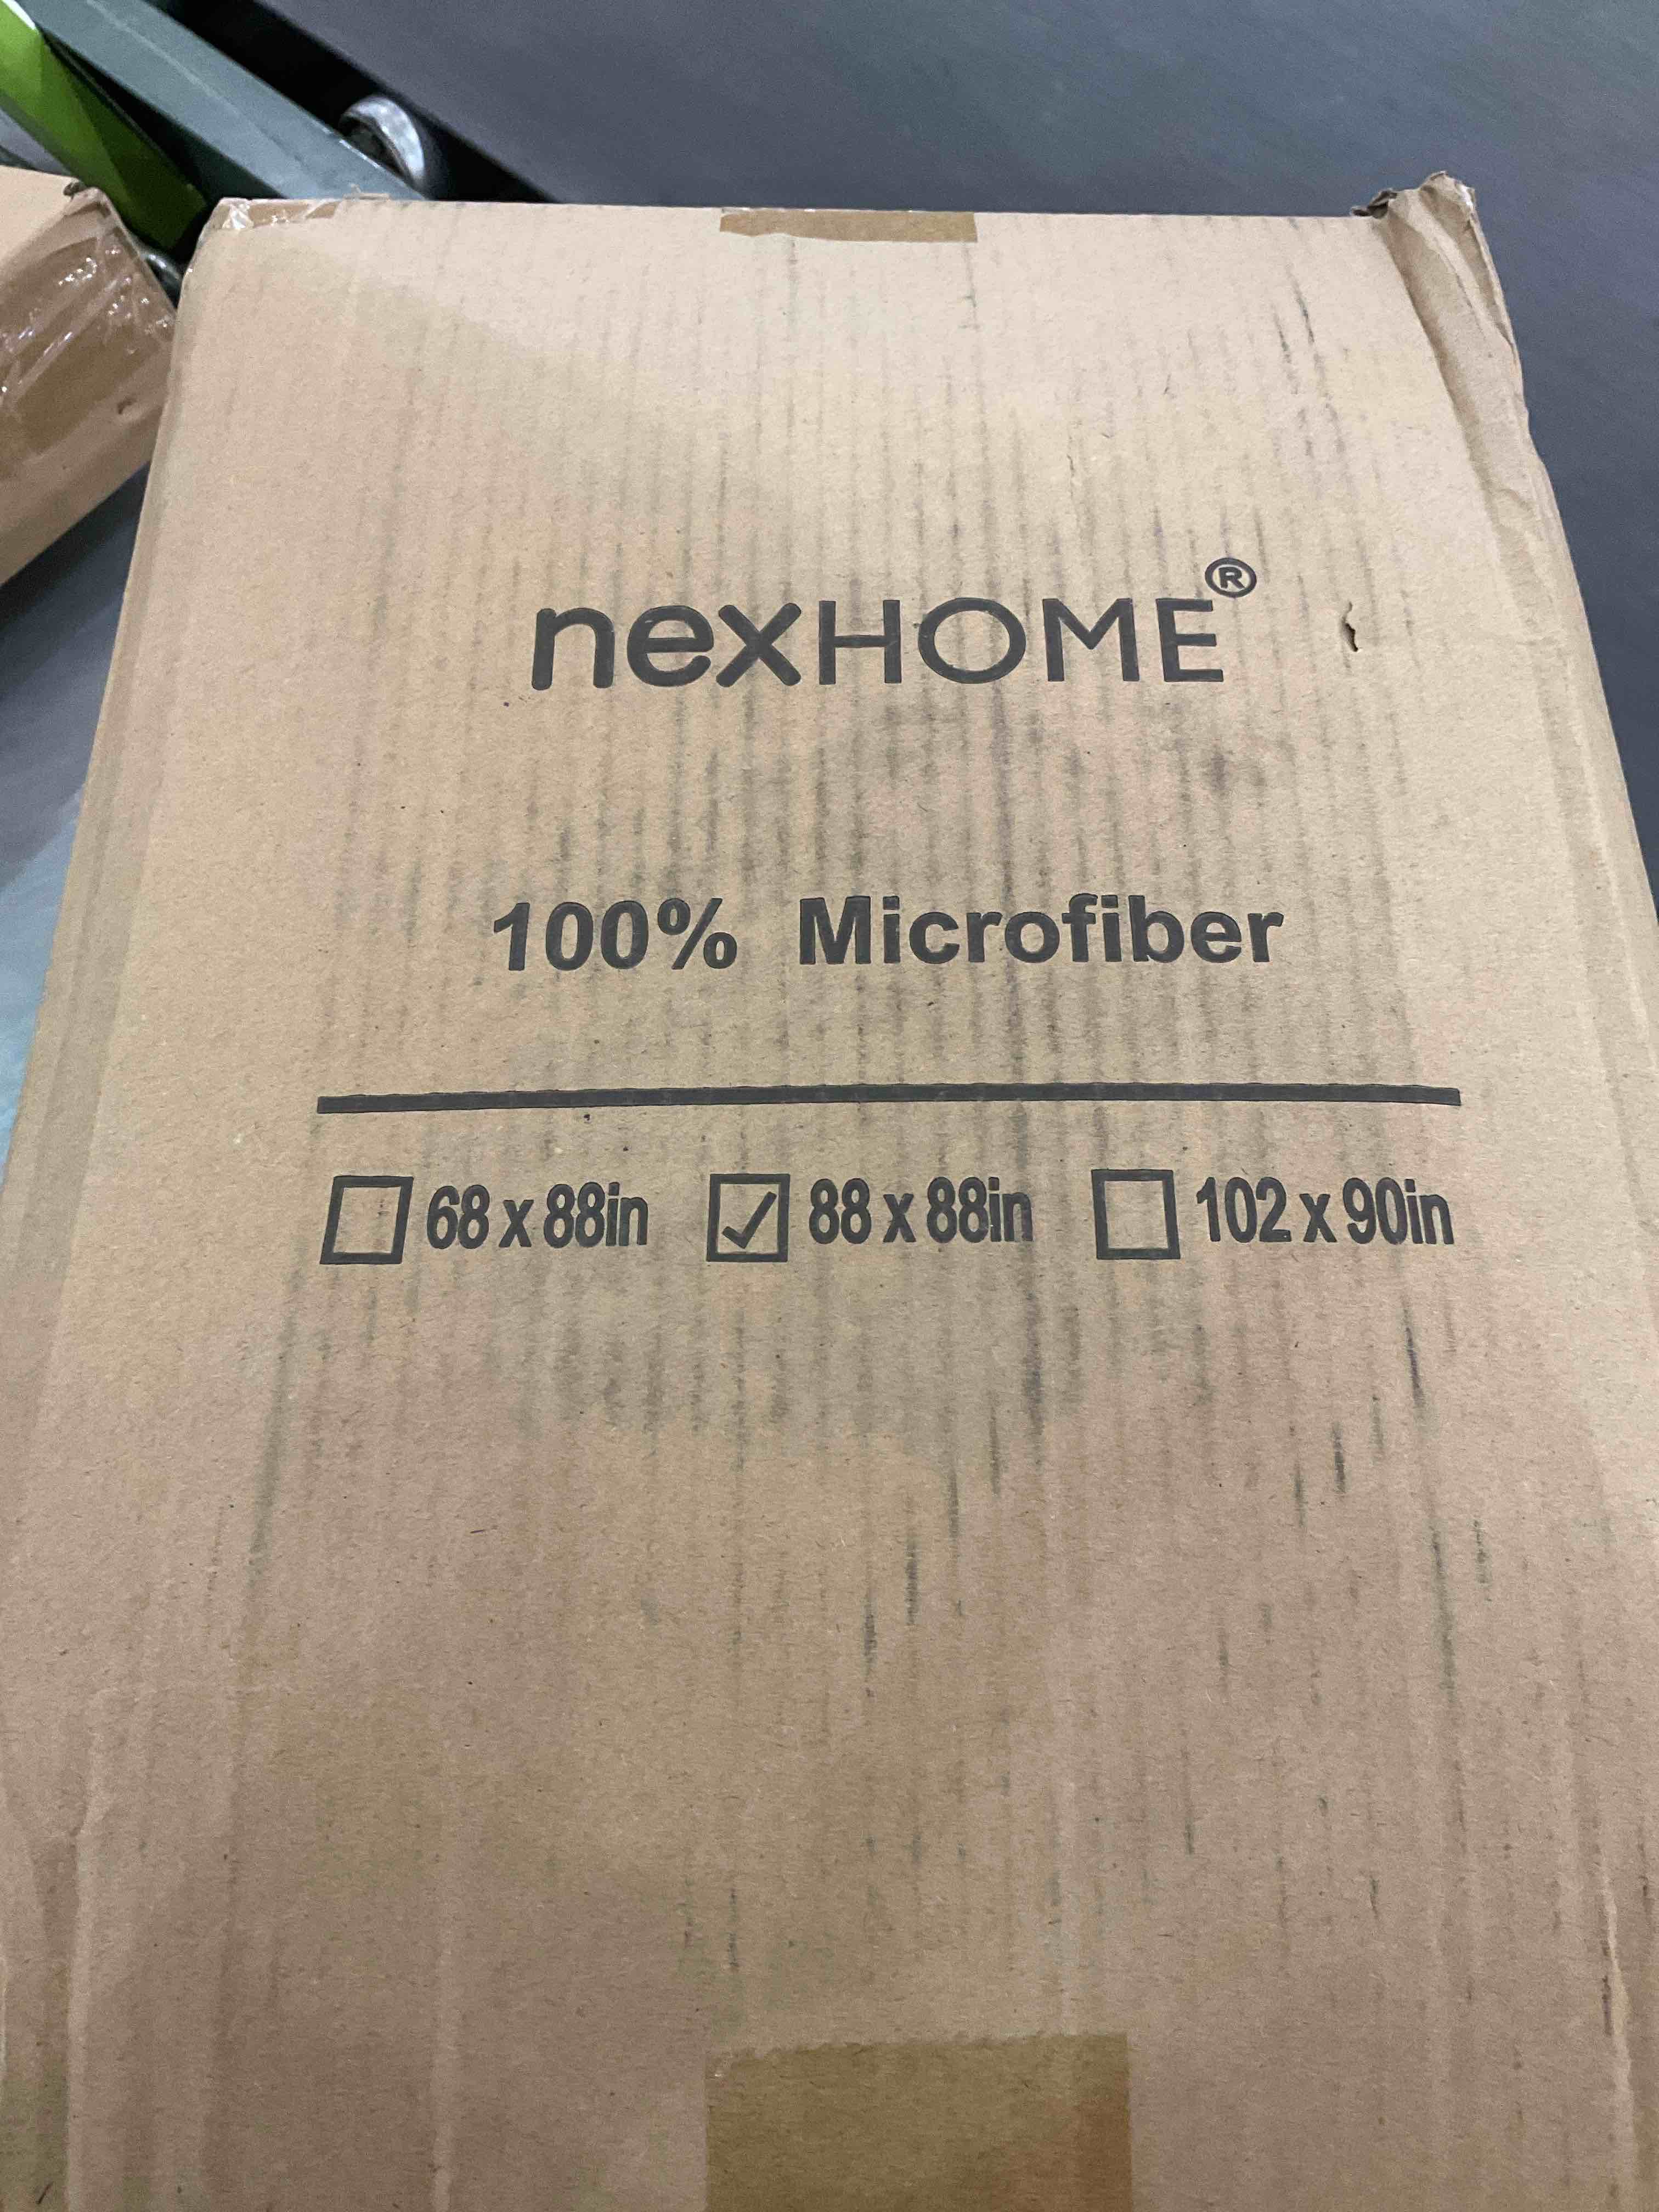 nexHOME®
100% Microfiber
☐ 68 x 88in ☑ 88 x 88in ☐ 102 x 90in